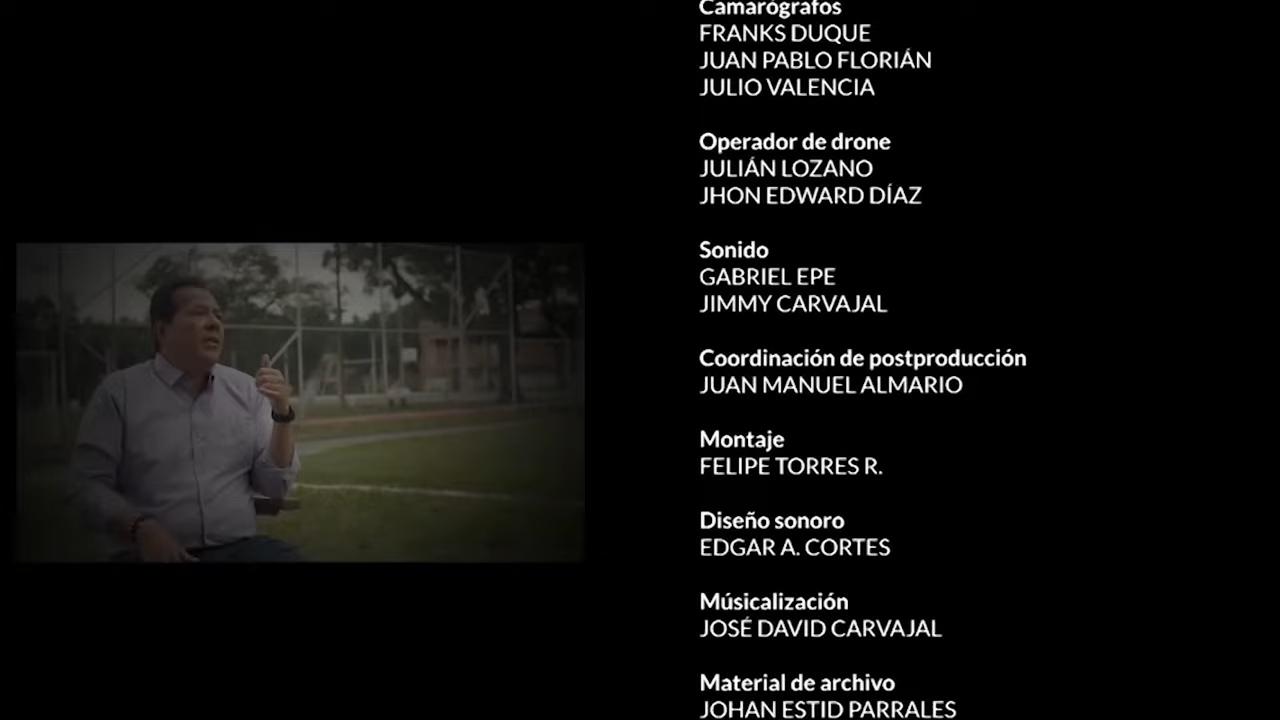 Camarógrafos
FRANKS DUQUE
JUAN PABLO FLORIÁN
JULIO VALENCIA
Operador de drone
JULIÁN LOZANO
JHON EDWARD DÍAZ
Sonido
GABRIEL EPE
JIMMY CARVAJAL
Coordinación de postproducción
JUAN MANUEL ALMARIO
Montaje
FELIPE TORRES R.
Diseño sonoro
EDGAR A. CORTES
Músicalización
JOSÉ DAVID CARVAJAL
Material de archivo
JOHAN ESTID PARRALES